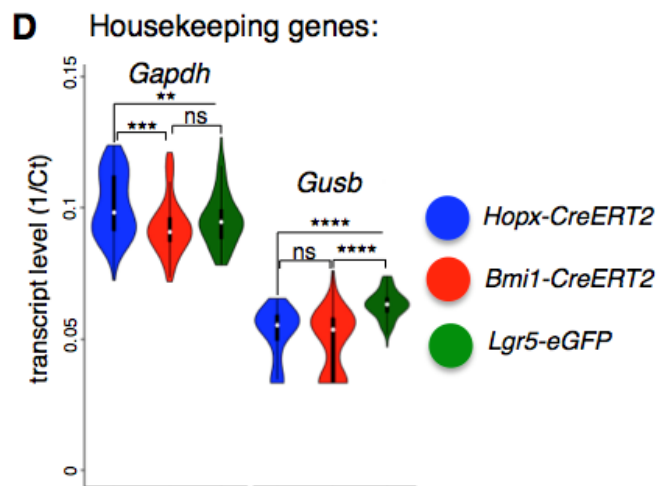 D Housekeeping genes:
0.15
Gapdh
**
ns
***
transcript level (1/Ct)
0.1
Gusb
****
ns
****
Hopx-CreERT2
Bmi1-CreERT2
0.05
Lgr5-eGFP
0